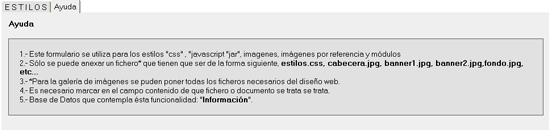 ESTILOS Ayuda
Ayuda
1.- Este formulario se utiliza para los estilos "css" , "javascript "jar", imagenes, imágenes por referencia y módulos
2.- Sólo se puede anexar un fichero* que tienen que ser de la forma siguiente, estilos.css, cabecera.jpg, banner1.jpg, banner2.jpg,fondo.jpg,
etc...
3.- *Para la galería de imágenes se puden poner todas los ficheros necesarios del diseño web.
4.- Es necesario marcar en el campo contenido de que fichero o documento se trata se trata.
5.- Base de Datos que contempla ésta funcionalidad: "Información".